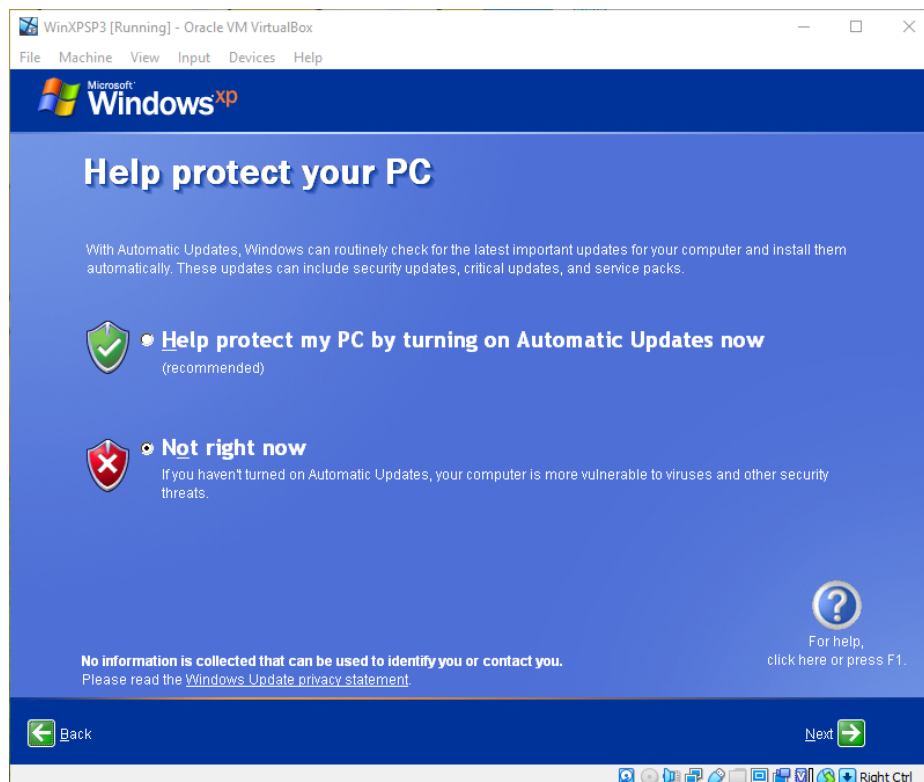 WinXPSP3 [Running] - Oracle VM VirtualBox
File Machine View Input Devices Help
Microsoft
Windows xp
Help protect your PC
With Automatic Updates, Windows can routinely check for the latest important updates for your computer and install them
automatically. These updates can include security updates, critical updates, and service packs.
Help protect my PC by turning on Automatic Updates now
(recommended)
Not right now
If you haven't turned on Automatic Updates, your computer is more vulnerable to viruses and other security
threats.
For help,
click here or press F1.
No information is collected that can be used to identify you or contact you.
Please read the Windows Update privacy statement.
Back
Next
Right Ctrl